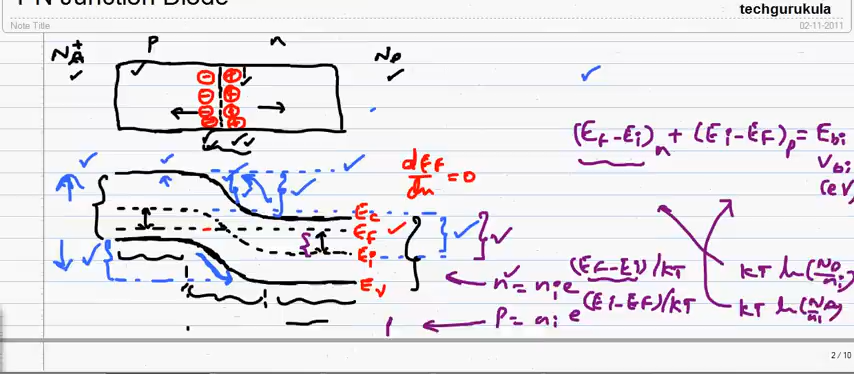 P-N Junction Diode
techgurukula
Note Title
02-11-2011
N_A^+ P n N_D
(E_F-E_i)_n + (E_i-E_F)_p = E_bi
V_bi
(eV)
dE_F/dx = 0
E_C
E_F
E_i
E_V
n = n_i e^(E_F-E_i)/kT
kT ln(N_D/n_i)
P = n_i e^(E_i-E_F)/kT
kT ln(N_A/n_i)
2 / 10